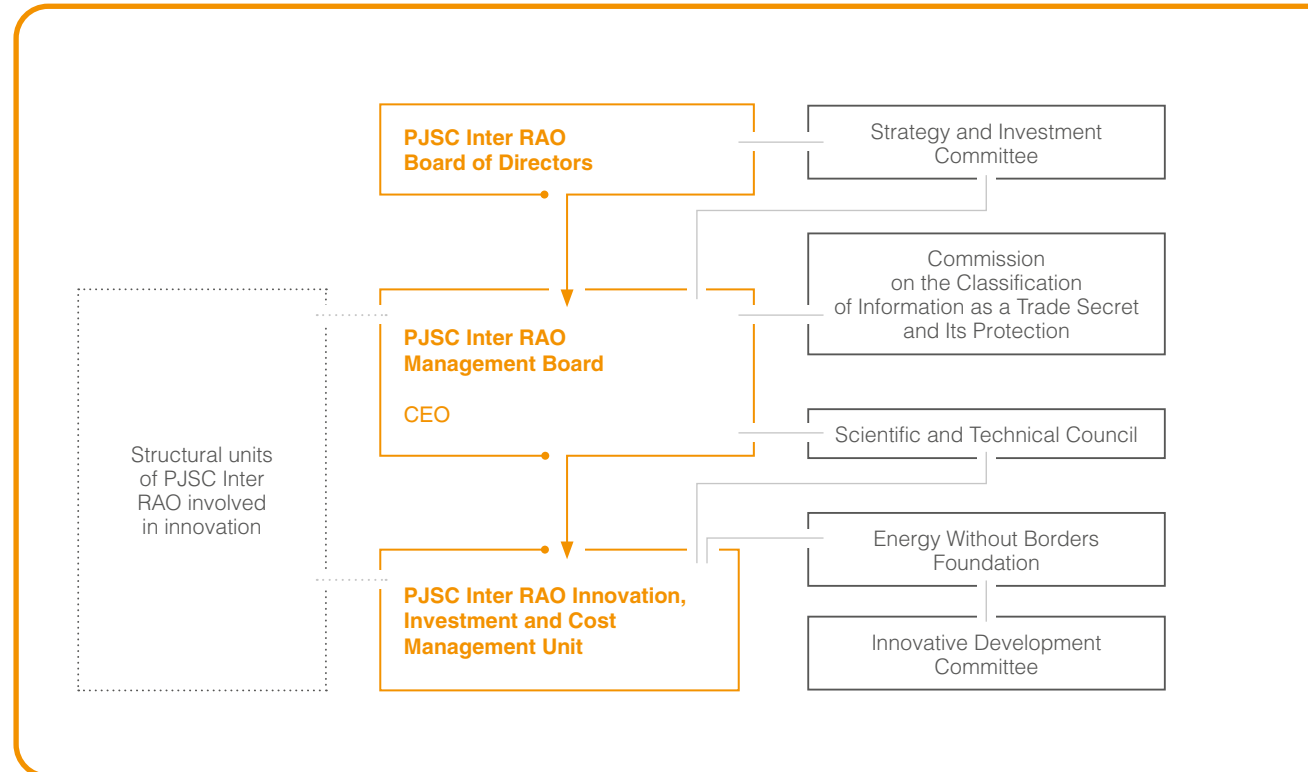 PJSC Inter RAO
Board of Directors
Strategy and Investment
Committee
Commission
on the Classification
of Information as a Trade Secret
and Its Protection
PJSC Inter RAO
Management Board
CEO
Scientific and Technical Council
Structural units
of PJSC Inter
RAO involved
in innovation
Energy Without Borders
Foundation
PJSC Inter RAO Innovation,
Investment and Cost
Management Unit
Innovative Development
Committee